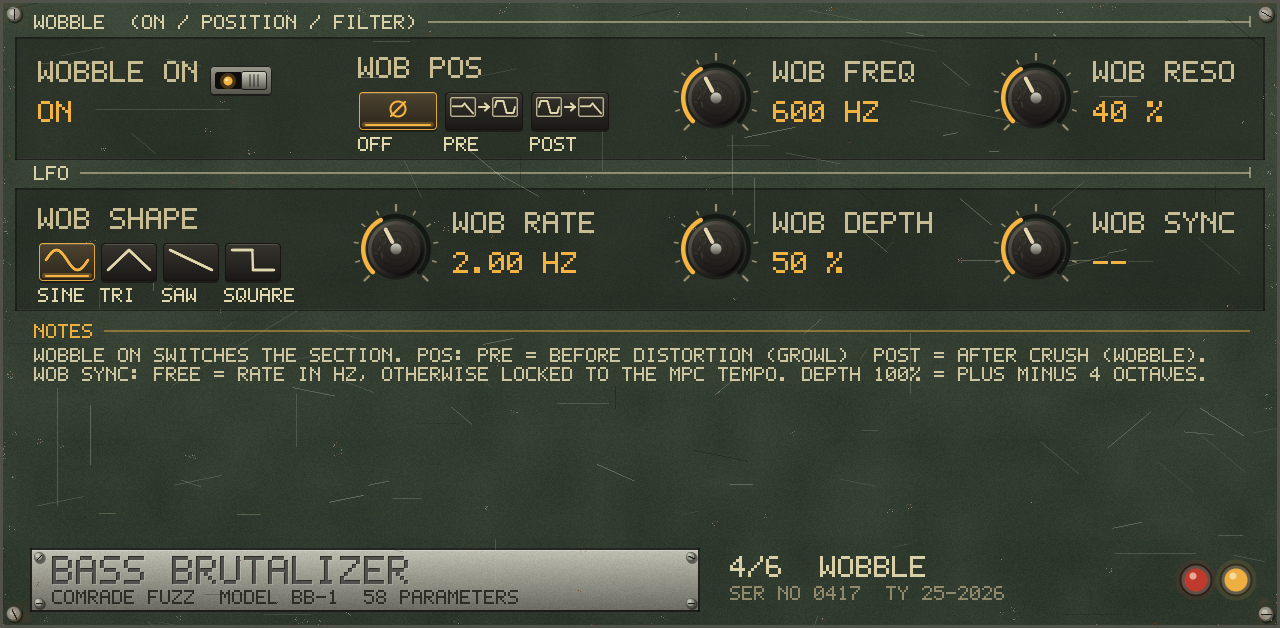 WOBBLE (ON / POSITION / FILTER)
WOBBLE ON
ON
WOB POS
OFF PRE POST
WOB FREQ
600 HZ
WOB RESO
40 %
LFO
WOB SHAPE
SINE TRI SAW SQUARE
WOB RATE
2.00 HZ
WOB DEPTH
50 %
WOB SYNC
--
NOTES
WOBBLE ON SWITCHES THE SECTION. POS: PRE = BEFORE DISTORTION (GROWL) POST = AFTER CRUSH (WOBBLE).
WOB SYNC: FREE = RATE IN HZ, OTHERWISE LOCKED TO THE MPC TEMPO. DEPTH 100% = PLUS MINUS 4 OCTAVES.
BASS BRUTALIZER
COMRADE FUZZ MODEL BB-1 58 PARAMETERS
4/6 WOBBLE
SER NO 0417 TY 25-2026